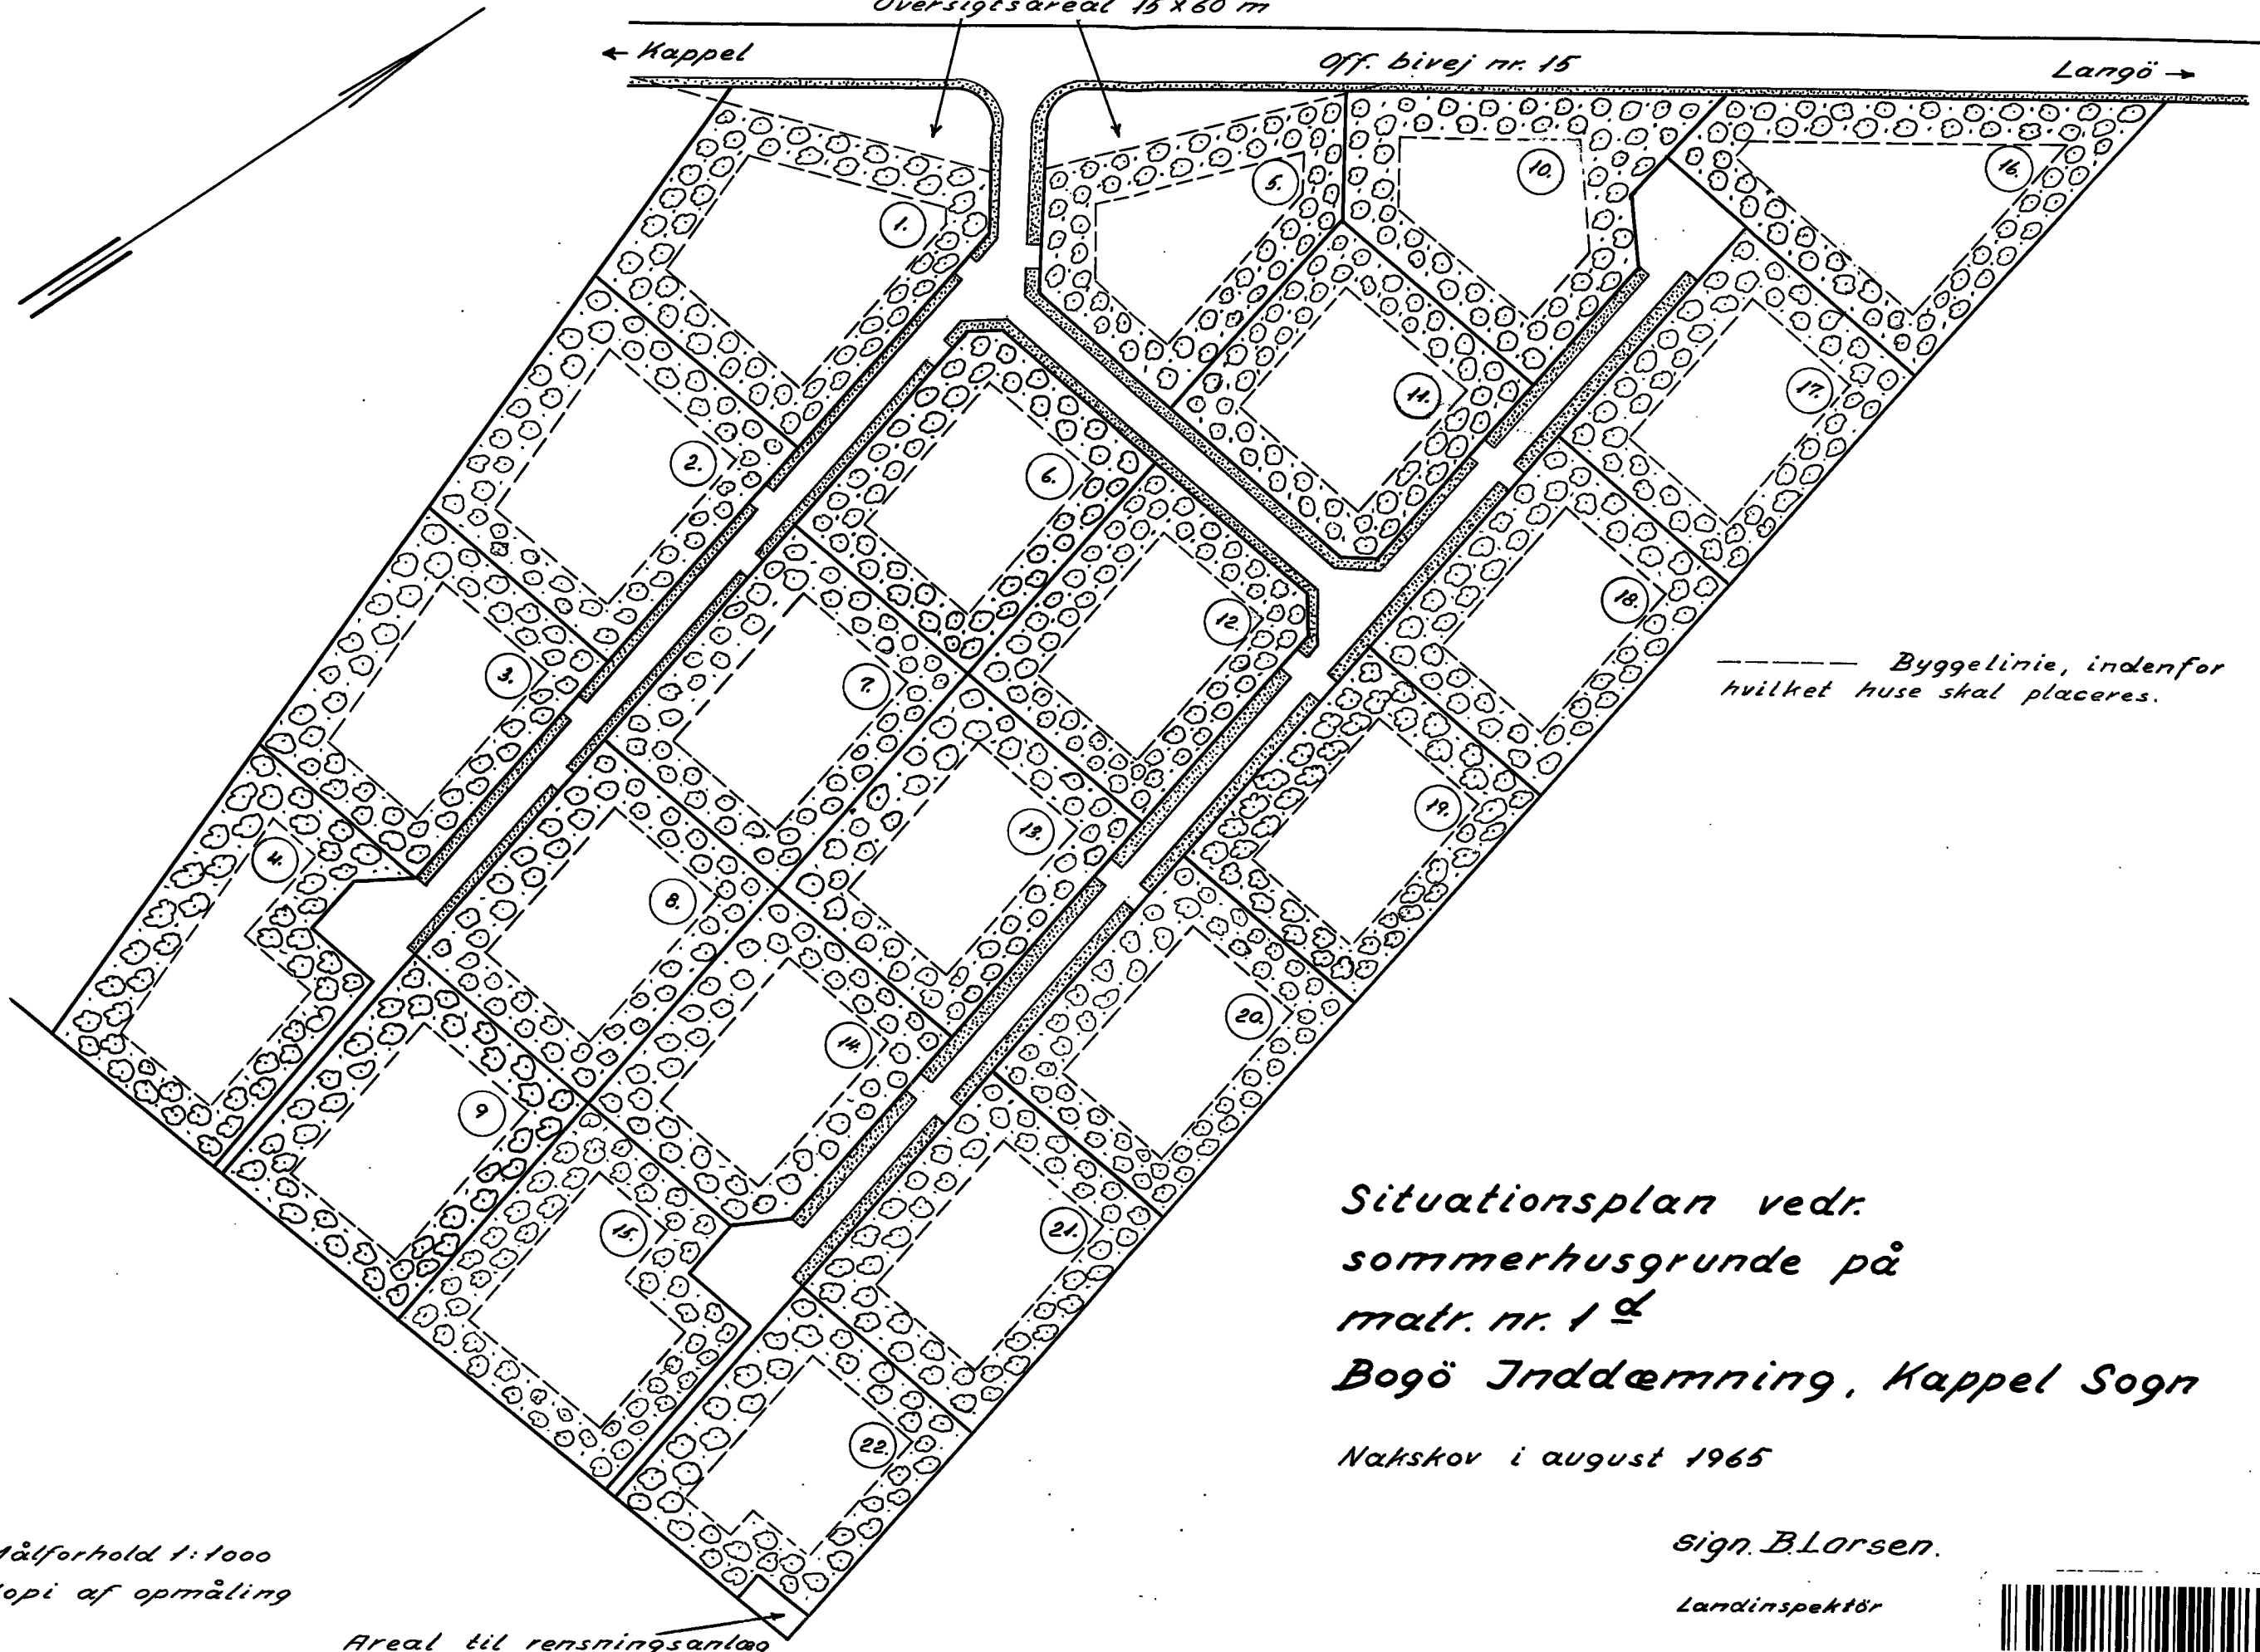 Oversigtsareal 15 x 60 m
← Kappel
Off. bivej nr. 15
Langö →
1.
5.
10.
16.
2.
6.
11.
17.
3.
7.
12.
18.
4.
8.
13.
19.
9
14.
20.
15.
21.
22.
Byggelinie, indenfor
hvilket huse skal placeres.
Situationsplan vedr.
sommerhusgrunde på
matr. nr. 1 d
Bogö Inddæmning, Kappel Sogn
Nakskov i august 1965
sign. B. Larsen.
Landinspektör
Målforhold 1:1000
Kopi af opmåling
Areal til rensningsanlæg